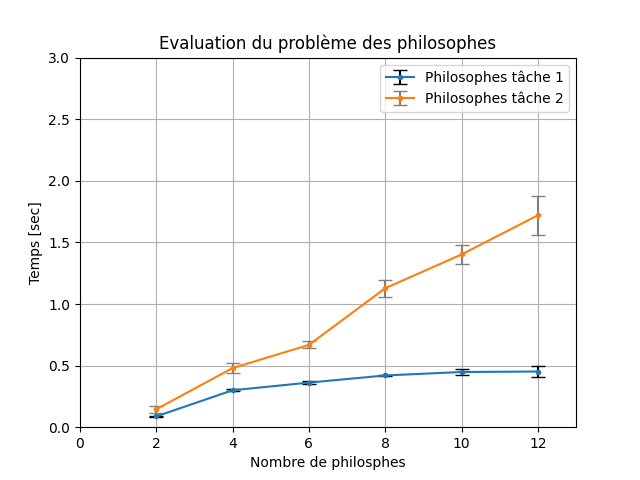 Evaluation du problème des philosophes
3.0
2.5
2.0
1.5
1.0
0.5
0.0
Temps [sec]
Philosophes tâche 1
Philosophes tâche 2
0 2 4 6 8 10 12
Nombre de philosphes